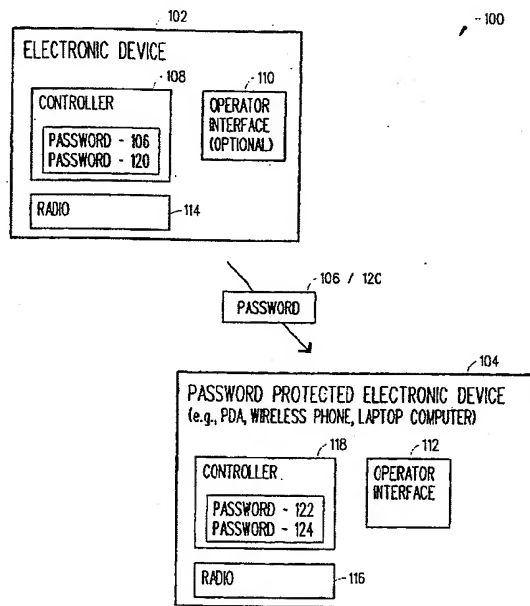 102
100
ELECTRONIC DEVICE
108
110
CONTROLLER
PASSWORD - 106
PASSWORD - 120
OPERATOR
INTERFACE
(OPTIONAL)
RADIO
114
106 / 12C
PASSWORD
104
PASSWORD PROTECTED ELECTRONIC DEVICE
(e.g., PDA, WIRELESS PHONE, LAPTOP COMPUTER)
118
112
CONTROLLER
PASSWORD - 122
PASSWORD - 124
OPERATOR
INTERFACE
RADIO
116